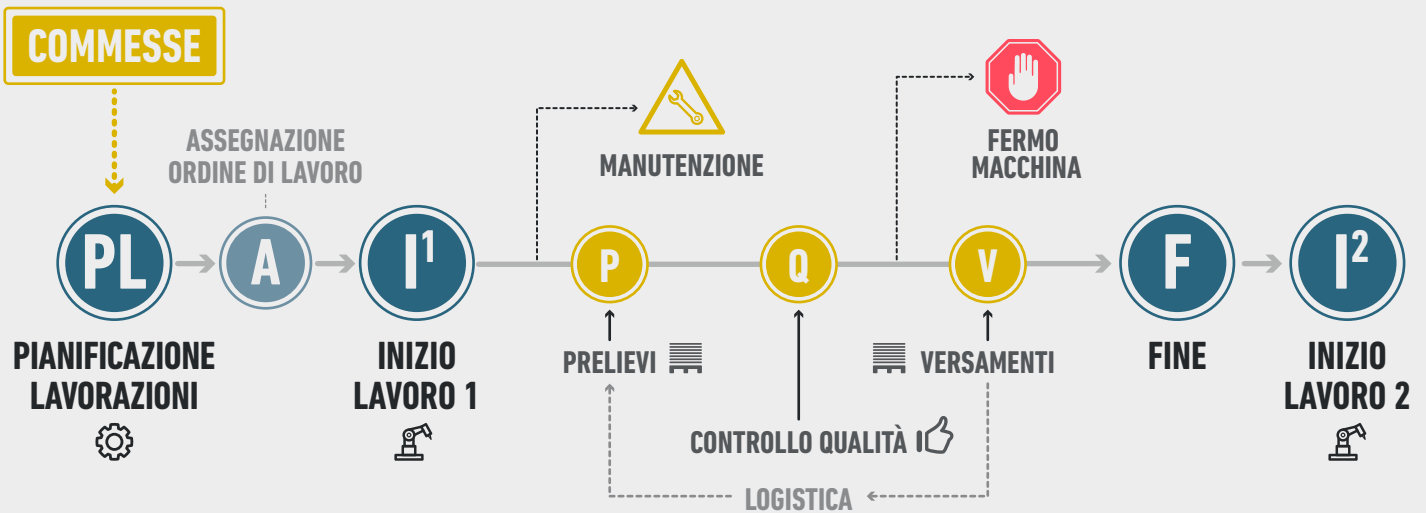 COMMESSE
ASSEGNAZIONE
ORDINE DI LAVORO
MANUTENZIONE
FERMO
MACCHINA
PL
A
I¹
P
Q
V
F
I²
PIANIFICAZIONE
LAVORAZIONI
INIZIO
LAVORO 1
PRELIEVI
VERSAMENTI
FINE
INIZIO
LAVORO 2
CONTROLLO QUALITÀ
LOGISTICA